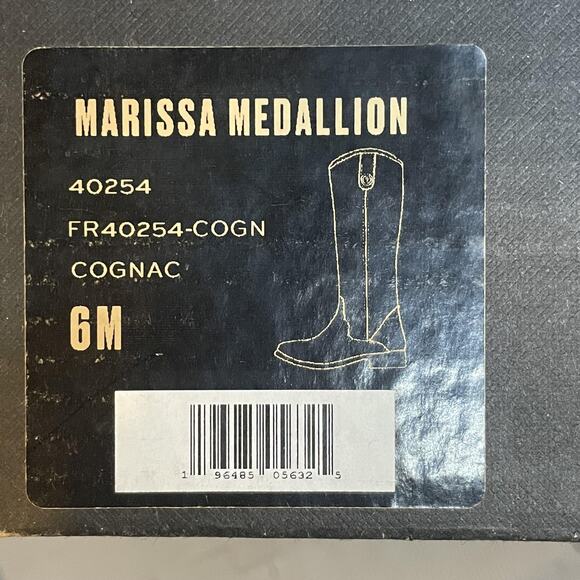 MARISSA MEDALLION
40254
FR40254-COGN
COGNAC
6M
1 96485 05632 5